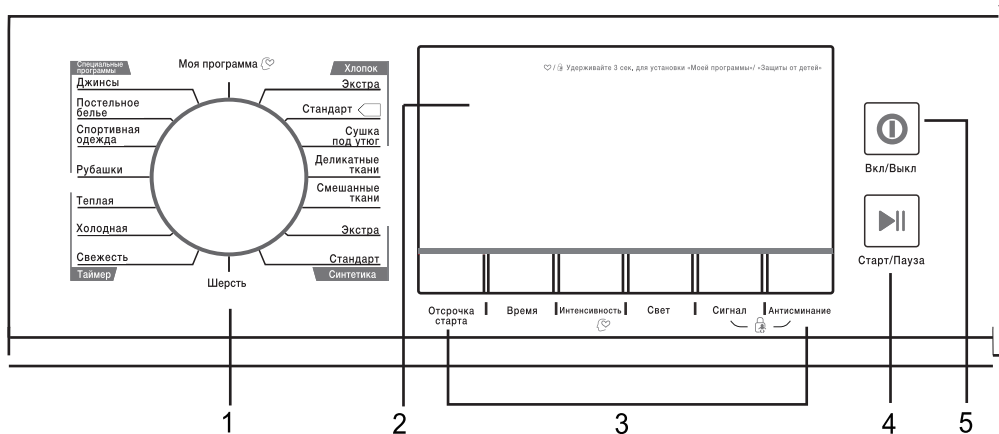 Специальные
программы
Моя программа
Хлопок
Джинсы
Экстра
Постельное
белье
Стандарт
Спортивная
одежда
Сушка
под утюг
Рубашки
Деликатные
ткани
Теплая
Смешанные
ткани
Холодная
Экстра
Свежесть
Стандарт
Таймер
Синтетика
Шерсть
/ Удерживайте 3 сек, для установки «Моей программы»/ «Защиты от детей»
Отсрочка
старта
Время
Интенсивность
Свет
Сигнал
Антисминание
Вкл/Выкл
Старт/Пауза
1
2
3
4
5